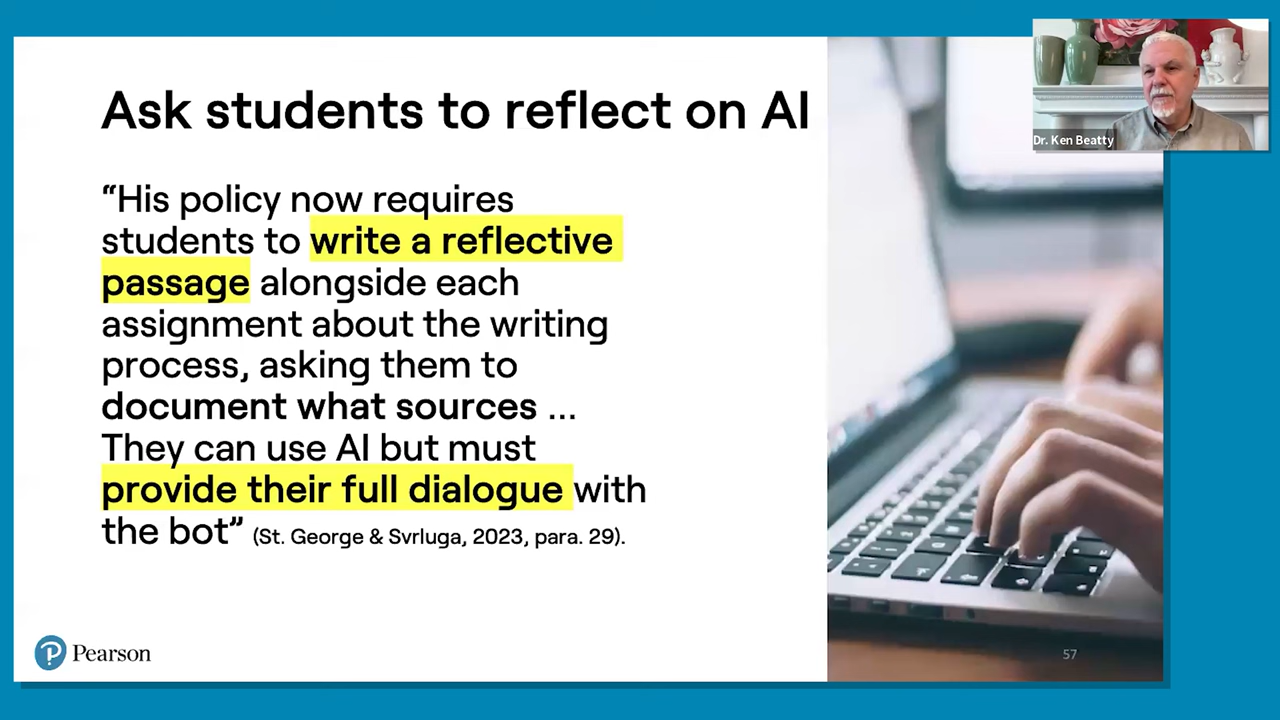 Ask students to reflect on AI
Dr. Ken Beatty
“His policy now requires
students to write a reflective
passage alongside each
assignment about the writing
process, asking them to
document what sources ...
They can use AI but must
provide their full dialogue with
the bot” (St. George & Svrluga, 2023, para. 29).
Pearson
57